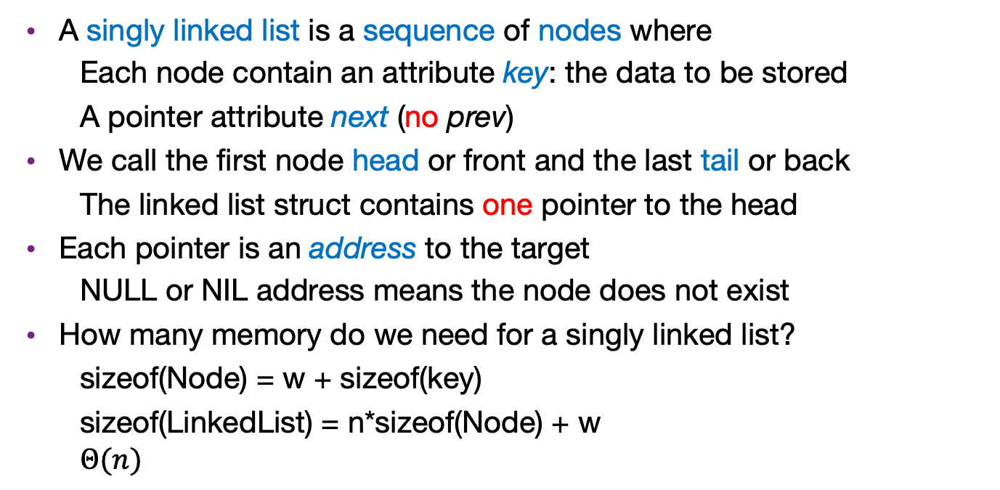 • A singly linked list is a sequence of nodes where
Each node contain an attribute key: the data to be stored
A pointer attribute next (no prev)
• We call the first node head or front and the last tail or back
The linked list struct contains one pointer to the head
• Each pointer is an address to the target
NULL or NIL address means the node does not exist
• How many memory do we need for a singly linked list?
sizeof(Node) = w + sizeof(key)
sizeof(LinkedList) = n*sizeof(Node) + w
Θ(n)